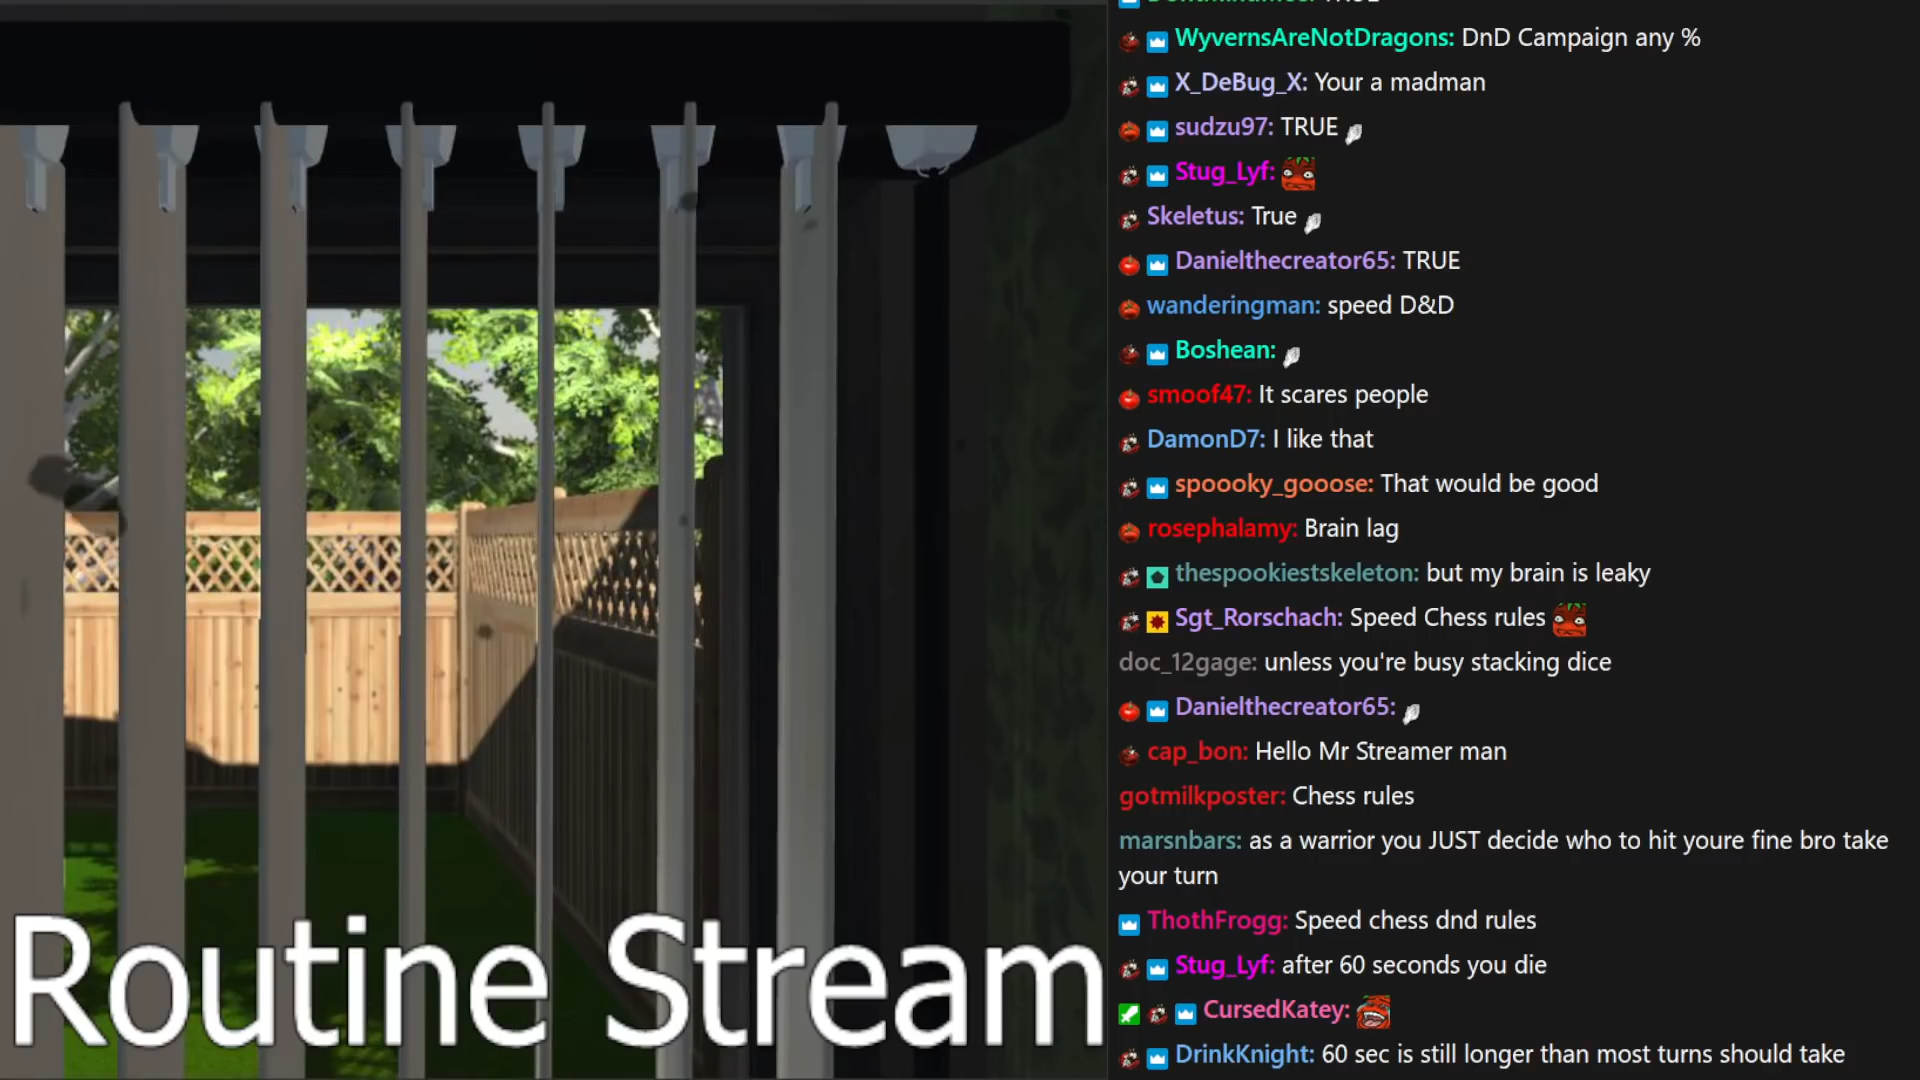 WyvernsAreNotDragons: DnD Campaign any %
X_DeBug_X: Your a madman
sudzu97: TRUE
Stug_Lyf:
Skeletus: True
Danielthecreator65: TRUE
wanderingman: speed D&D
Boshean:
smoof47: It scares people
DamonD7: I like that
spoooky_gooose: That would be good
rosephalamy: Brain lag
thespookiestskeleton: but my brain is leaky
Sgt_Rorschach: Speed Chess rules
doc_12gage: unless you're busy stacking dice
Danielthecreator65:
cap_bon: Hello Mr Streamer man
gotmilkposter: Chess rules
marsnbars: as a warrior you JUST decide who to hit youre fine bro take
your turn
ThothFrogg: Speed chess dnd rules
Stug_Lyf: after 60 seconds you die
CursedKatey:
DrinkKnight: 60 sec is still longer than most turns should take
Routine Stream